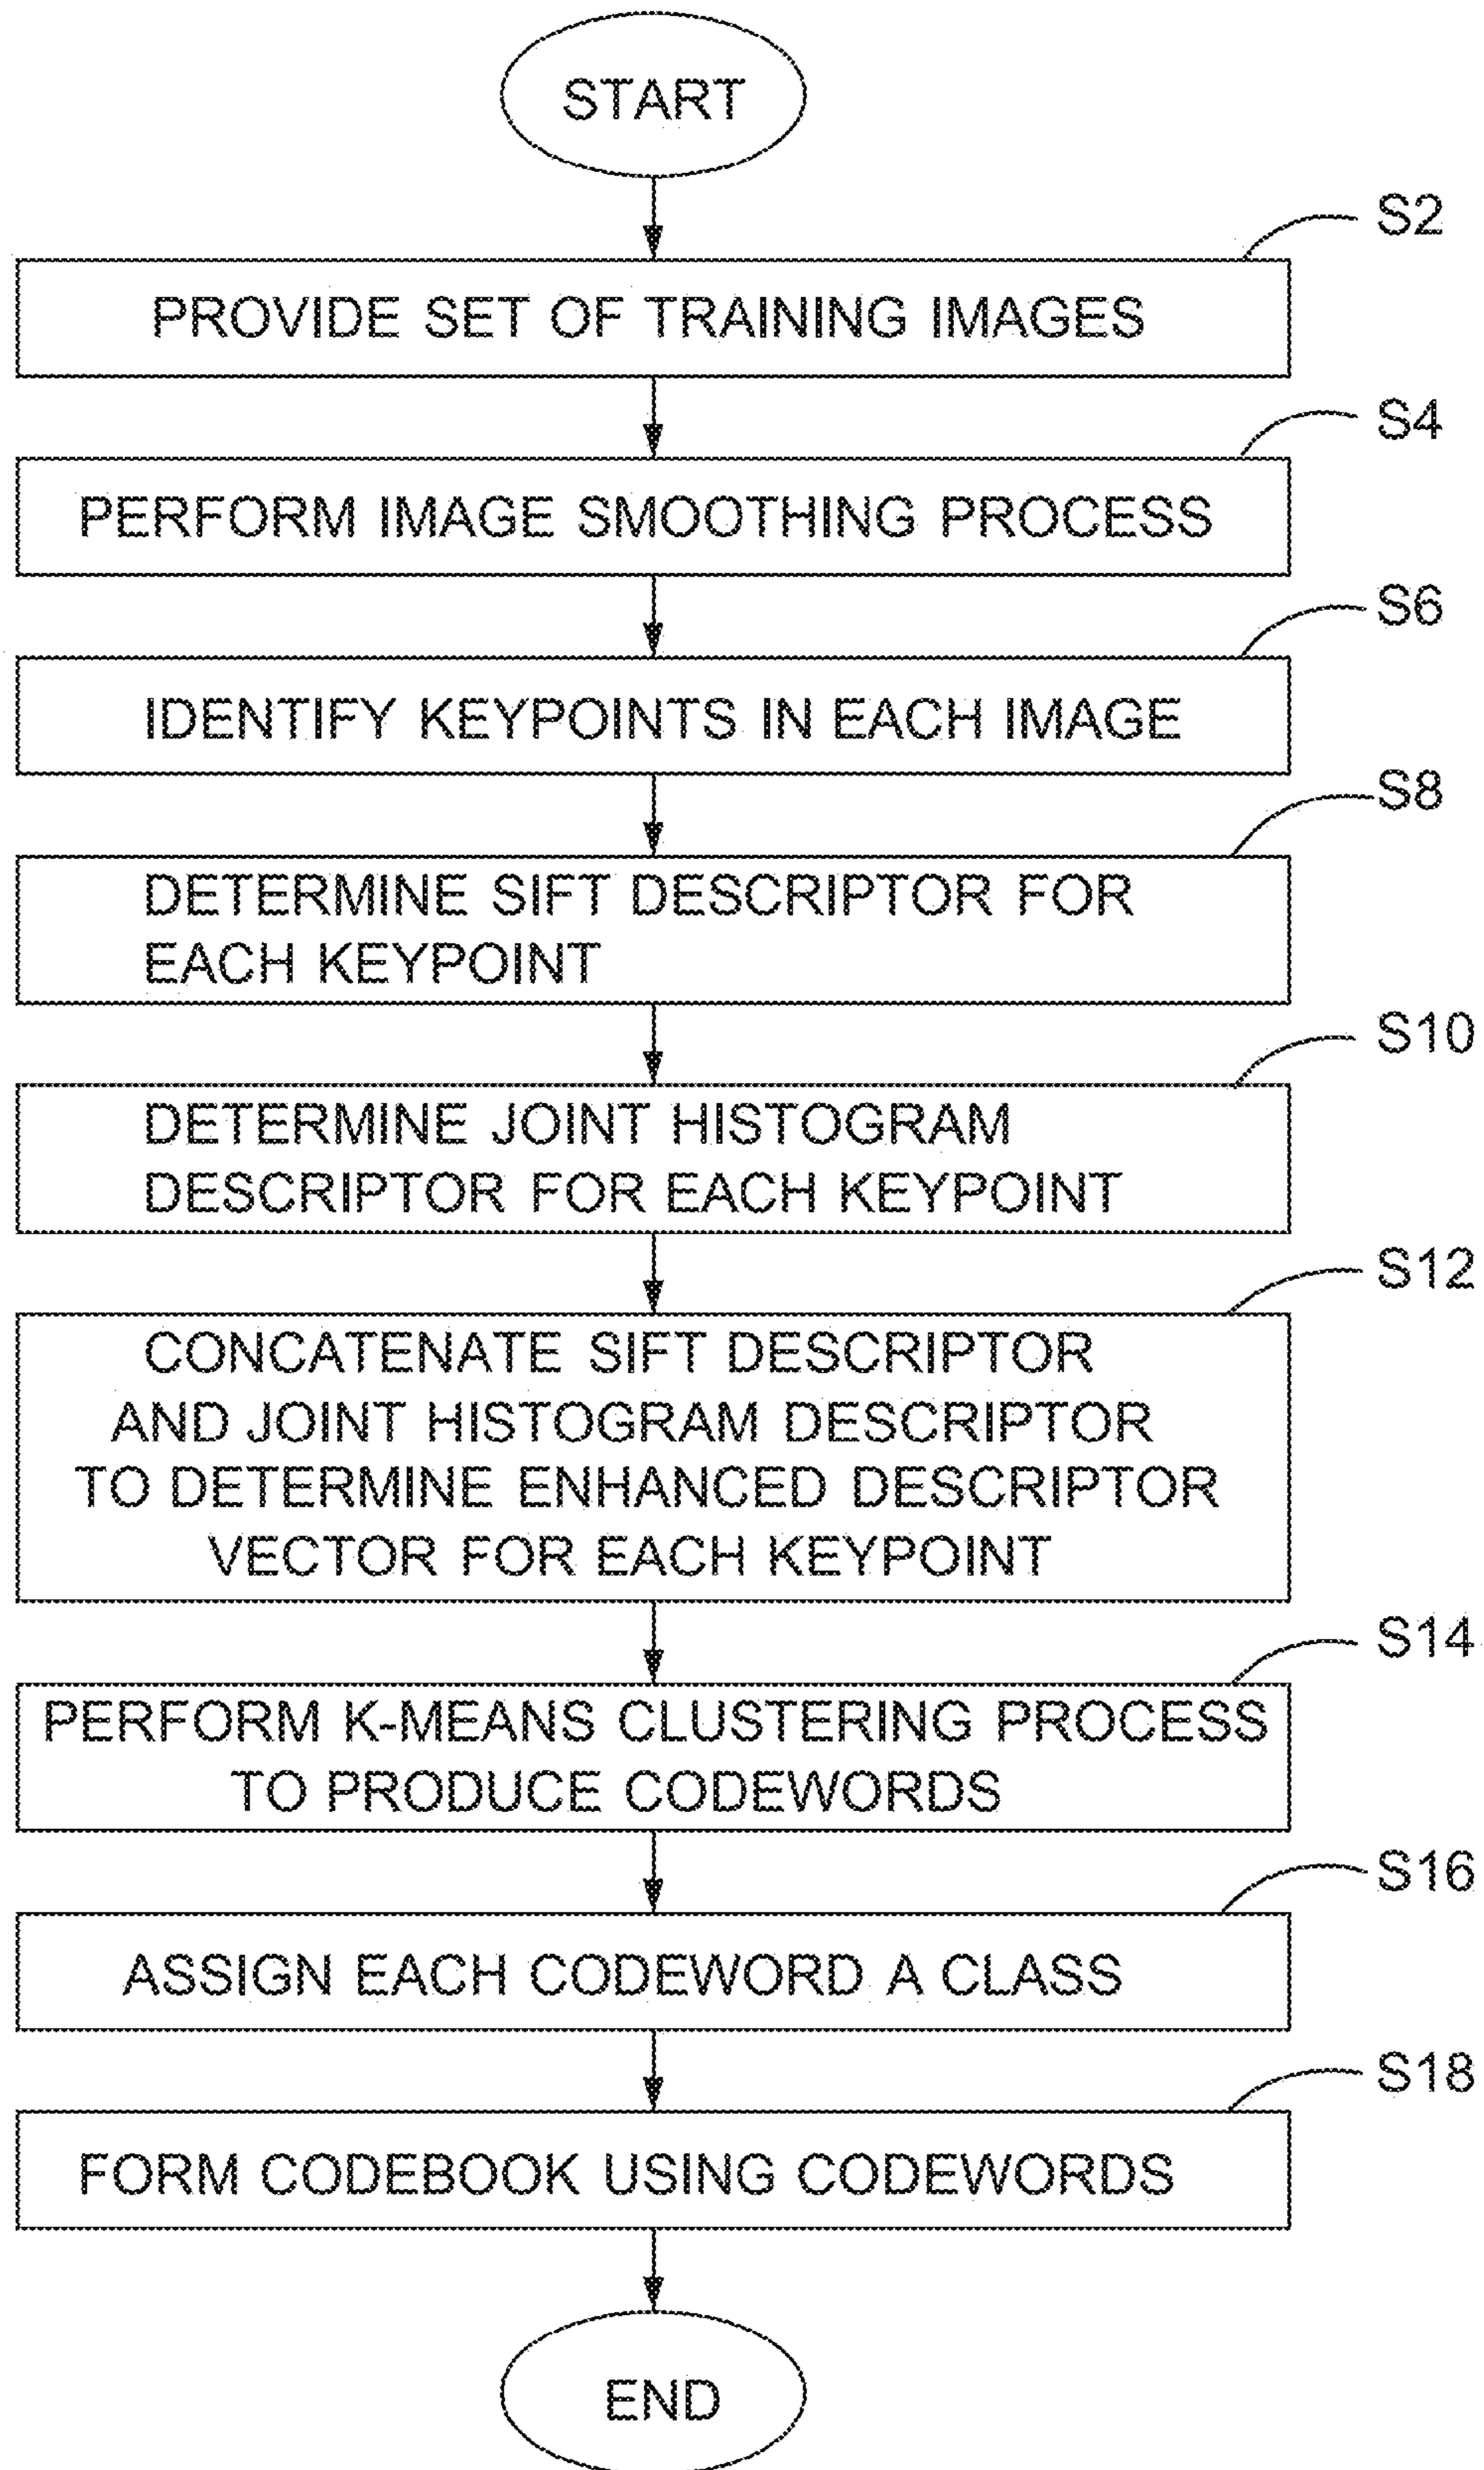 START
S2
PROVIDE SET OF TRAINING IMAGES
S4
PERFORM IMAGE SMOOTHING PROCESS
S6
IDENTIFY KEYPOINTS IN EACH IMAGE
S8
DETERMINE SIFT DESCRIPTOR FOR
EACH KEYPOINT
S10
DETERMINE JOINT HISTOGRAM
DESCRIPTOR FOR EACH KEYPOINT
S12
CONCATENATE SIFT DESCRIPTOR
AND JOINT HISTOGRAM DESCRIPTOR
TO DETERMINE ENHANCED DESCRIPTOR
VECTOR FOR EACH KEYPOINT
S14
PERFORM K-MEANS CLUSTERING PROCESS
TO PRODUCE CODEWORDS
S16
ASSIGN EACH CODEWORD A CLASS
S18
FORM CODEBOOK USING CODEWORDS
END